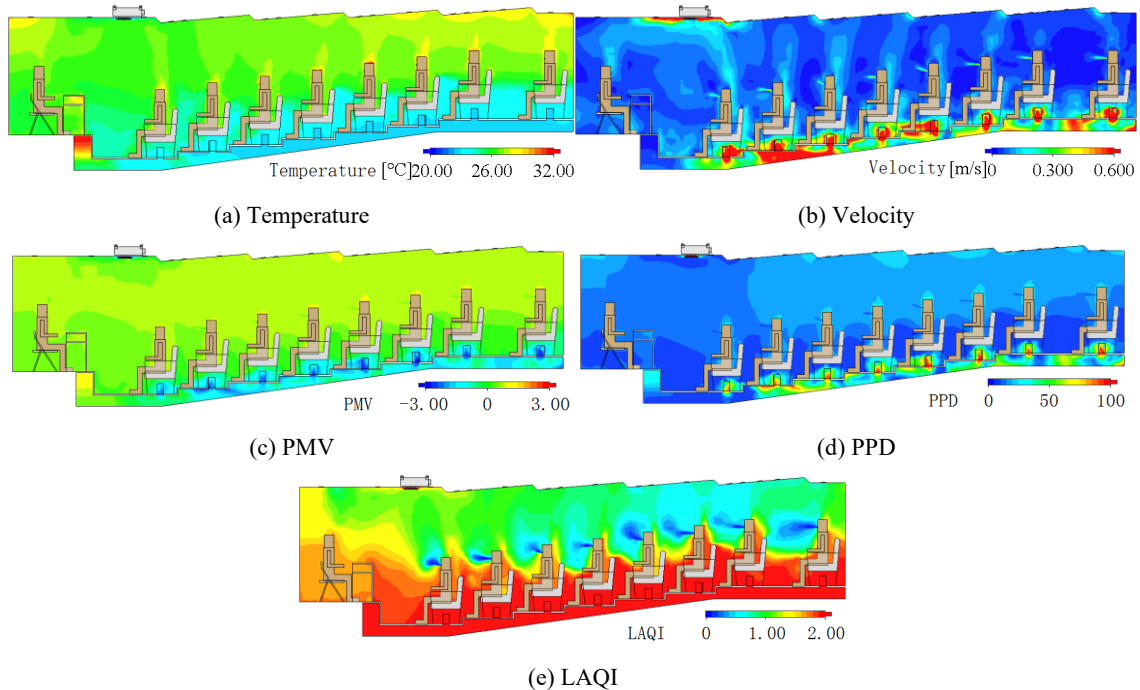 Temperature [°C] 20.00 26.00 32.00
Velocity [m/s] 0 0.300 0.600
(a) Temperature
(b) Velocity
PMV -3.00 0 3.00
PPD 0 50 100
(c) PMV
(d) PPD
LAQI 0 1.00 2.00
(e) LAQI